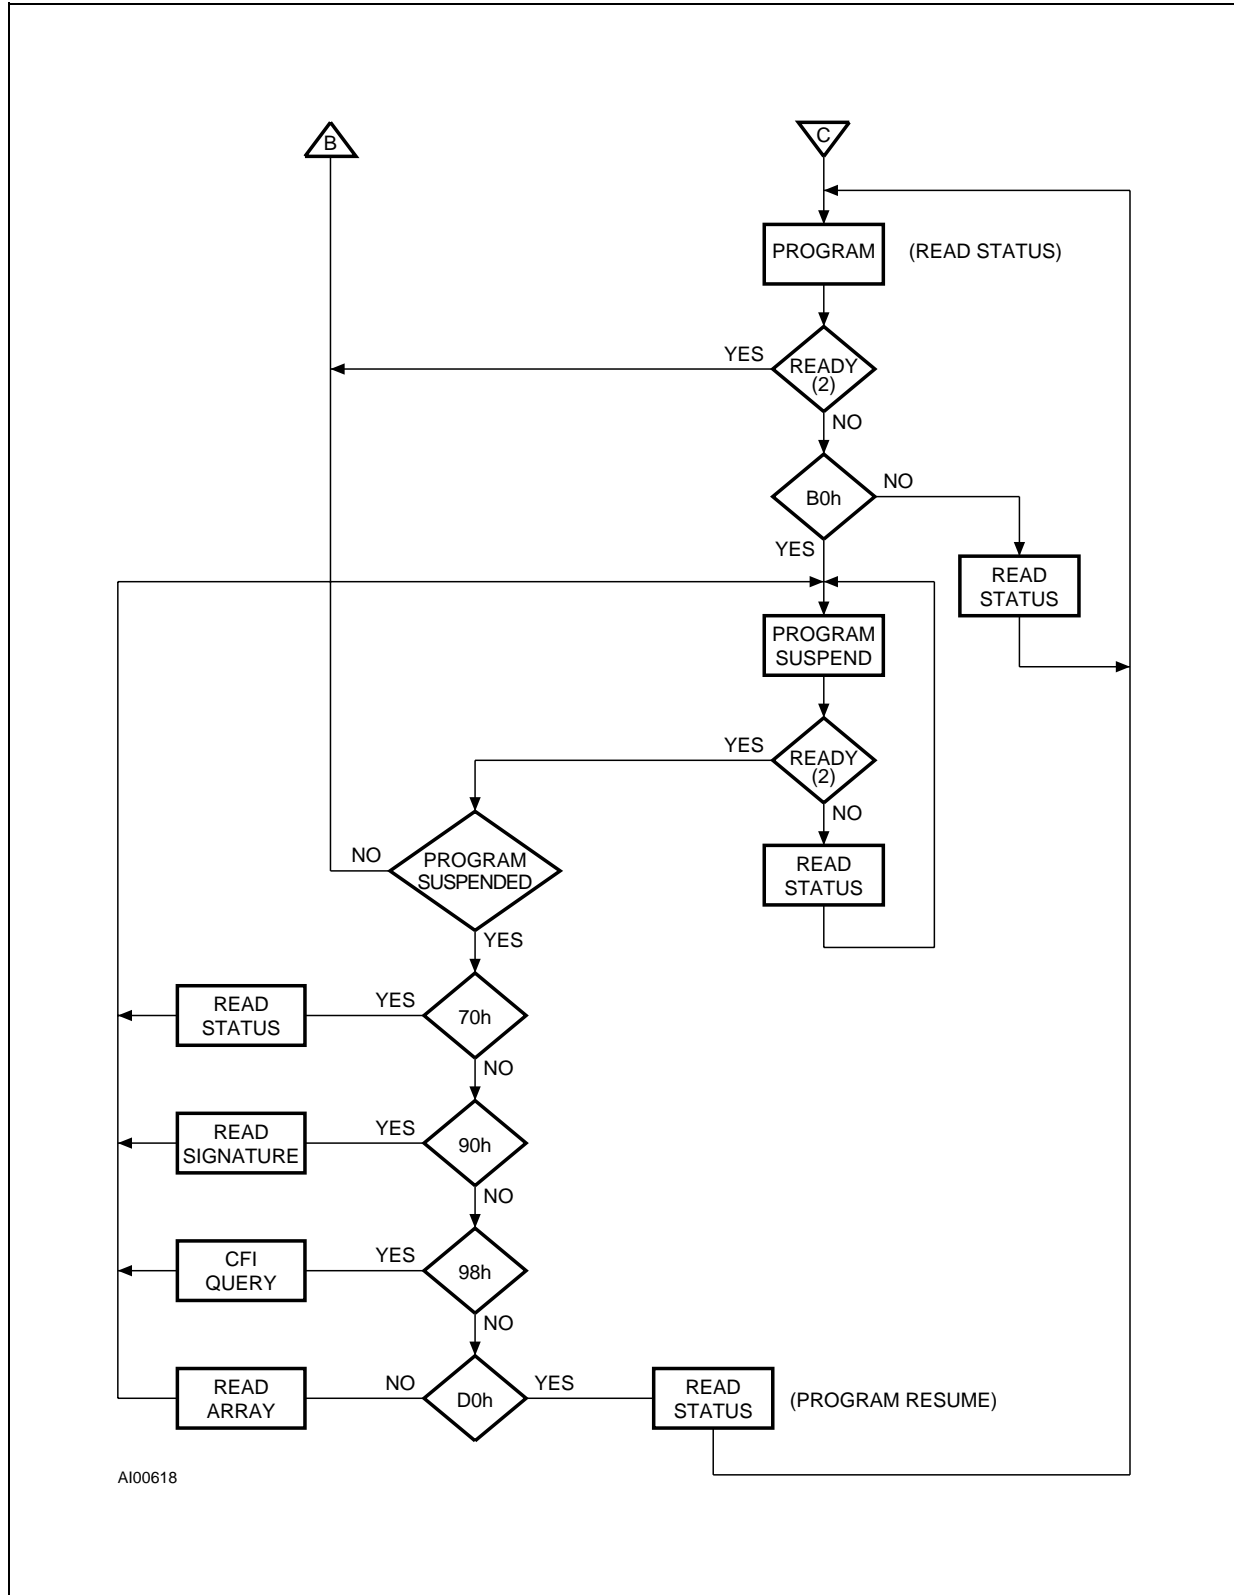 B
C
PROGRAM
(READ STATUS)
YES
READY
(2)
NO
B0h
NO
YES
READ
STATUS
PROGRAM
SUSPEND
YES
READY
(2)
NO
NO
PROGRAM
SUSPENDED
READ
STATUS
YES
READ
STATUS
YES
70h
NO
READ
SIGNATURE
YES
90h
NO
CFI
QUERY
YES
98h
NO
READ
ARRAY
NO
D0h
YES
READ
STATUS
(PROGRAM RESUME)
AI00618